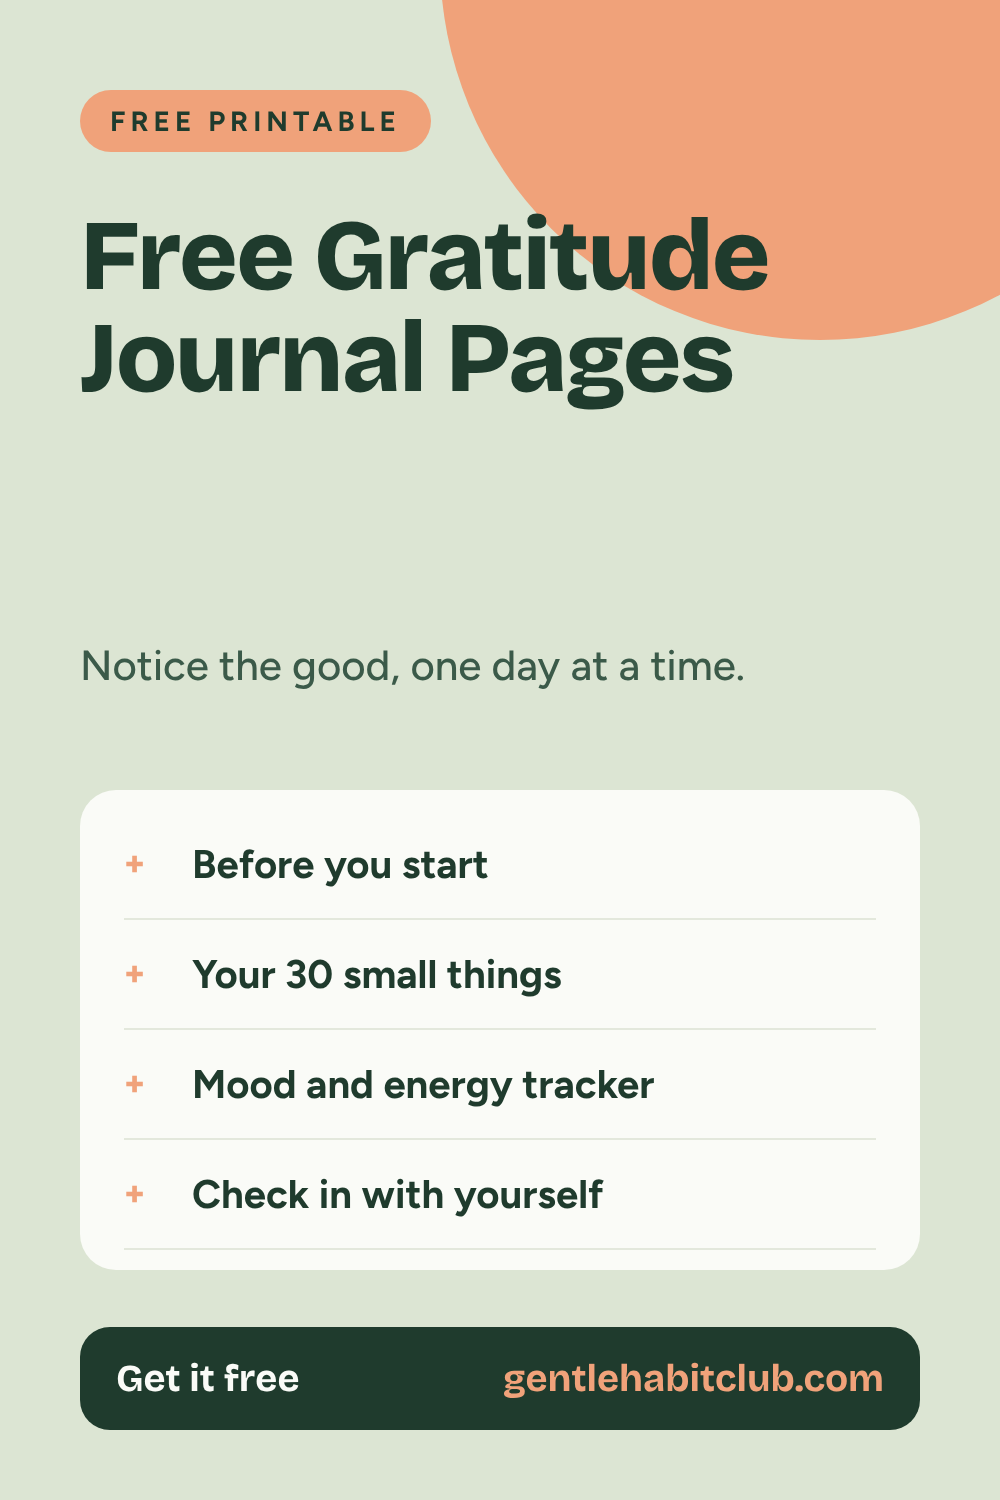 FREE PRINTABLE
Free Gratitude
Journal Pages
Notice the good, one day at a time.
+ Before you start
+ Your 30 small things
+ Mood and energy tracker
+ Check in with yourself
Get it free gentlehabitclub.com